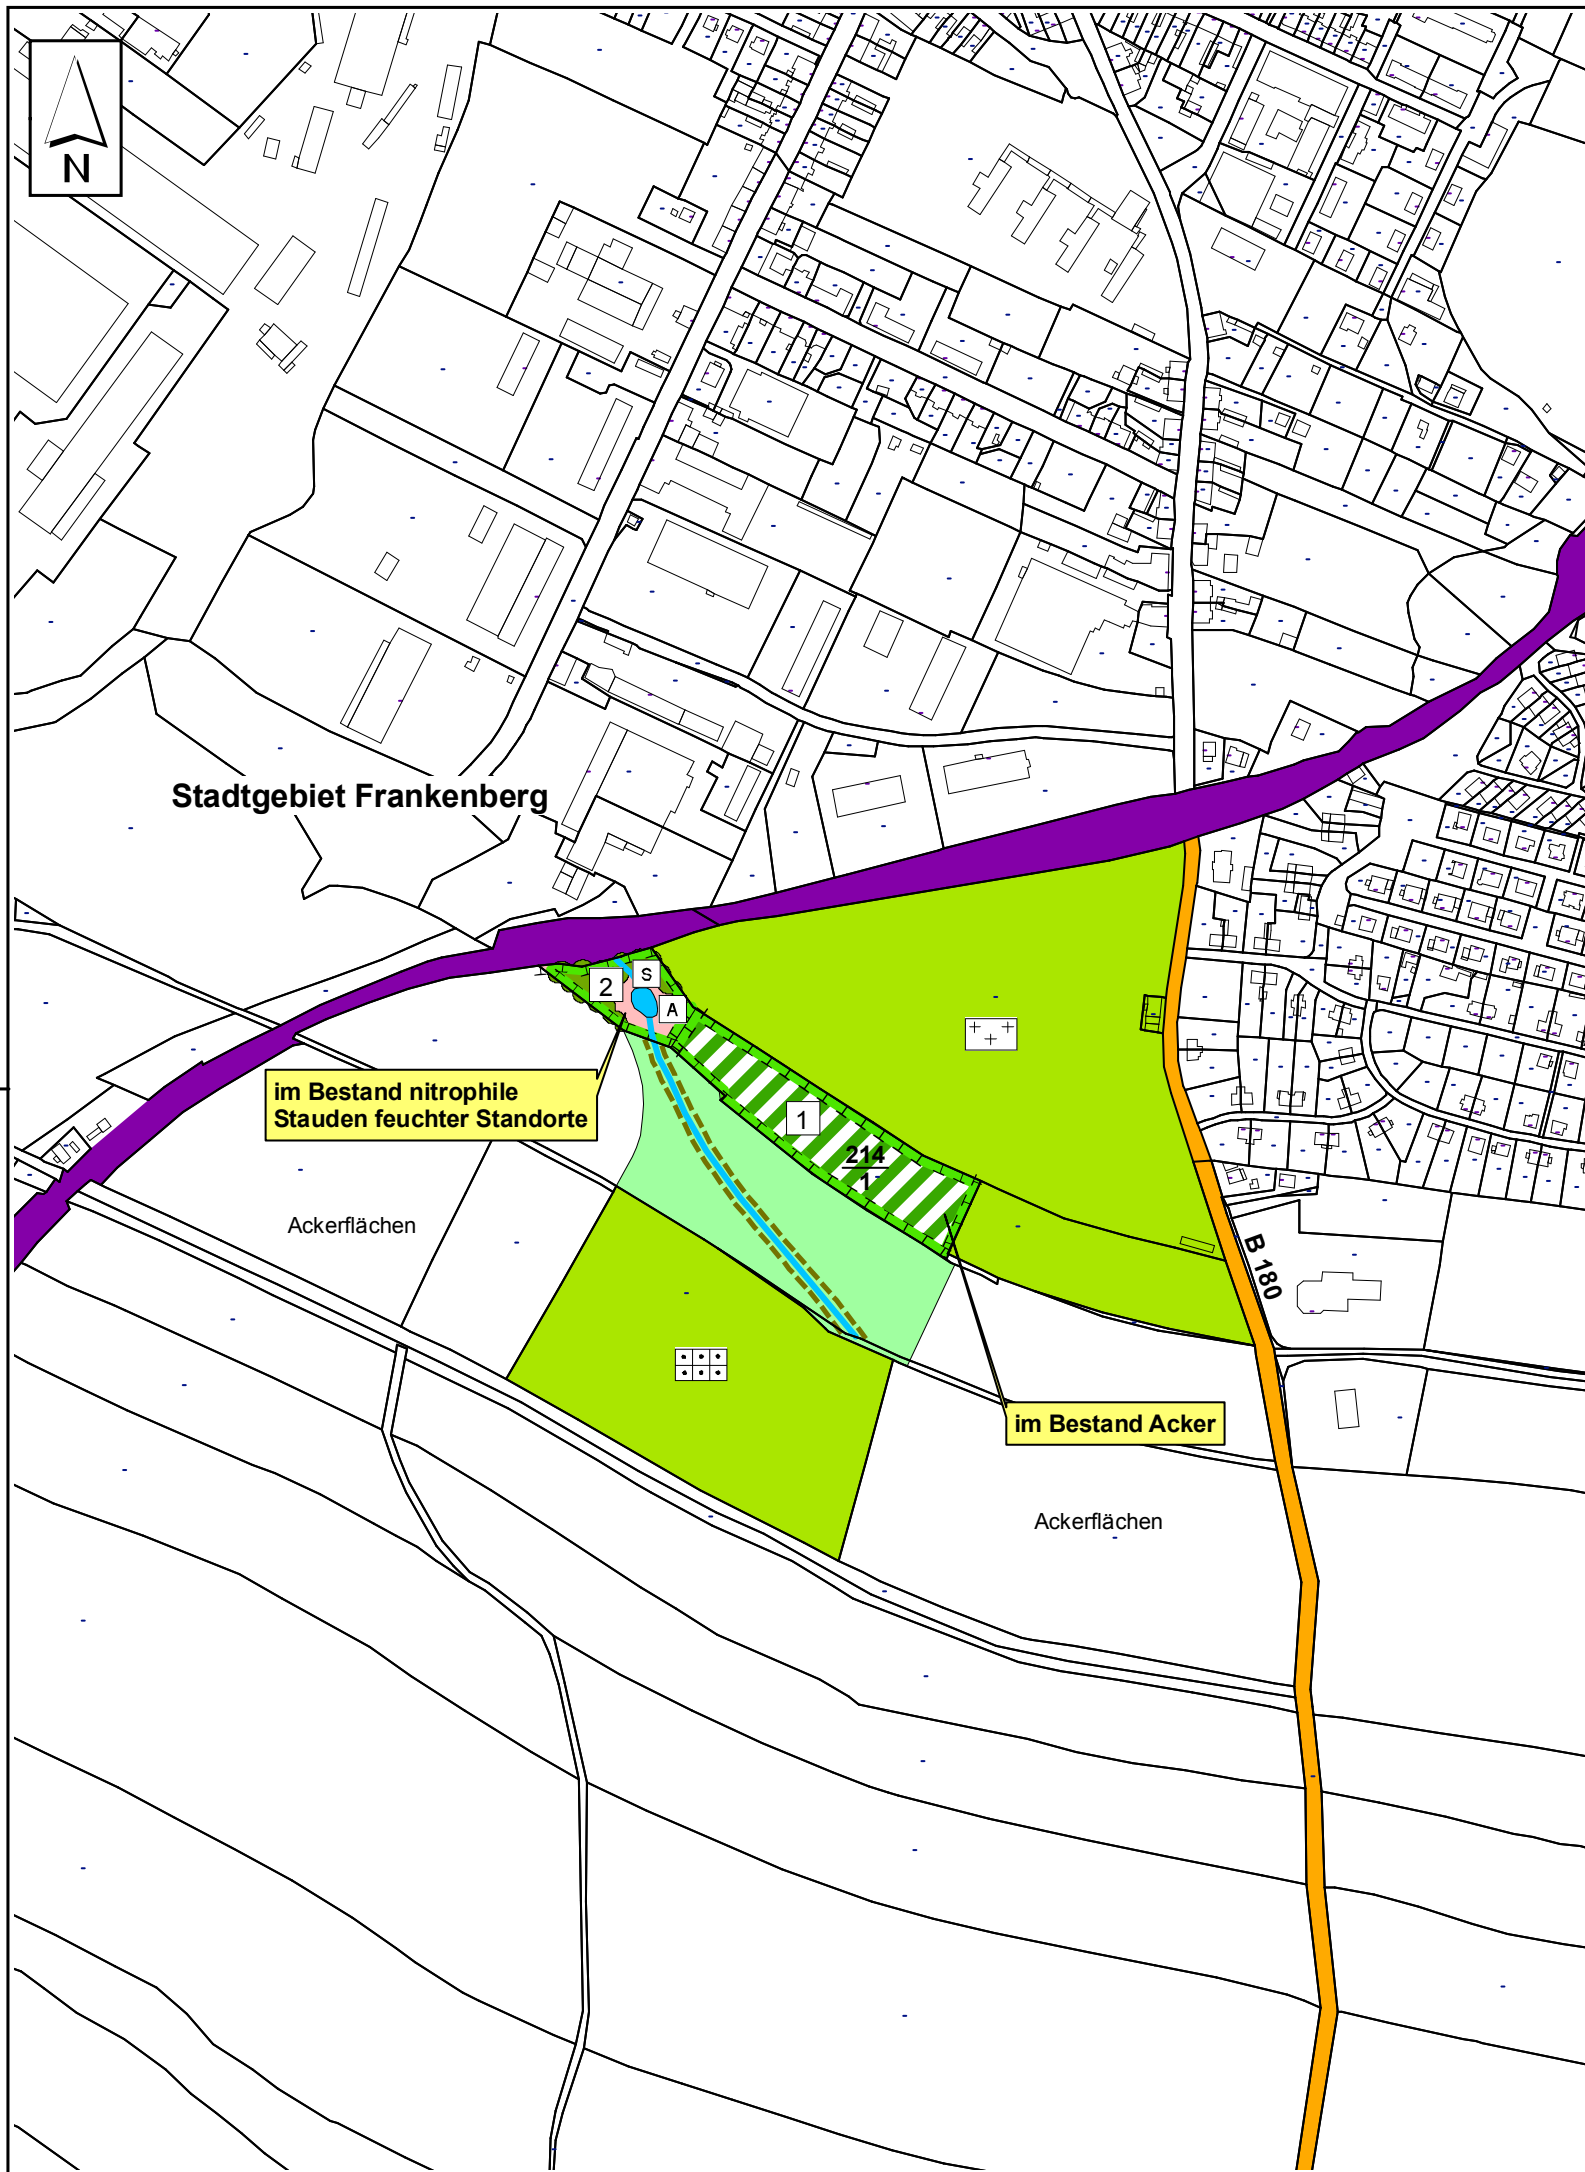 N
Stadtgebiet Frankenberg
S
2
A
im Bestand nitrophile
Stauden feuchter Standorte
1
214
1
Ackerflächen
B 180
im Bestand Acker
Ackerflächen